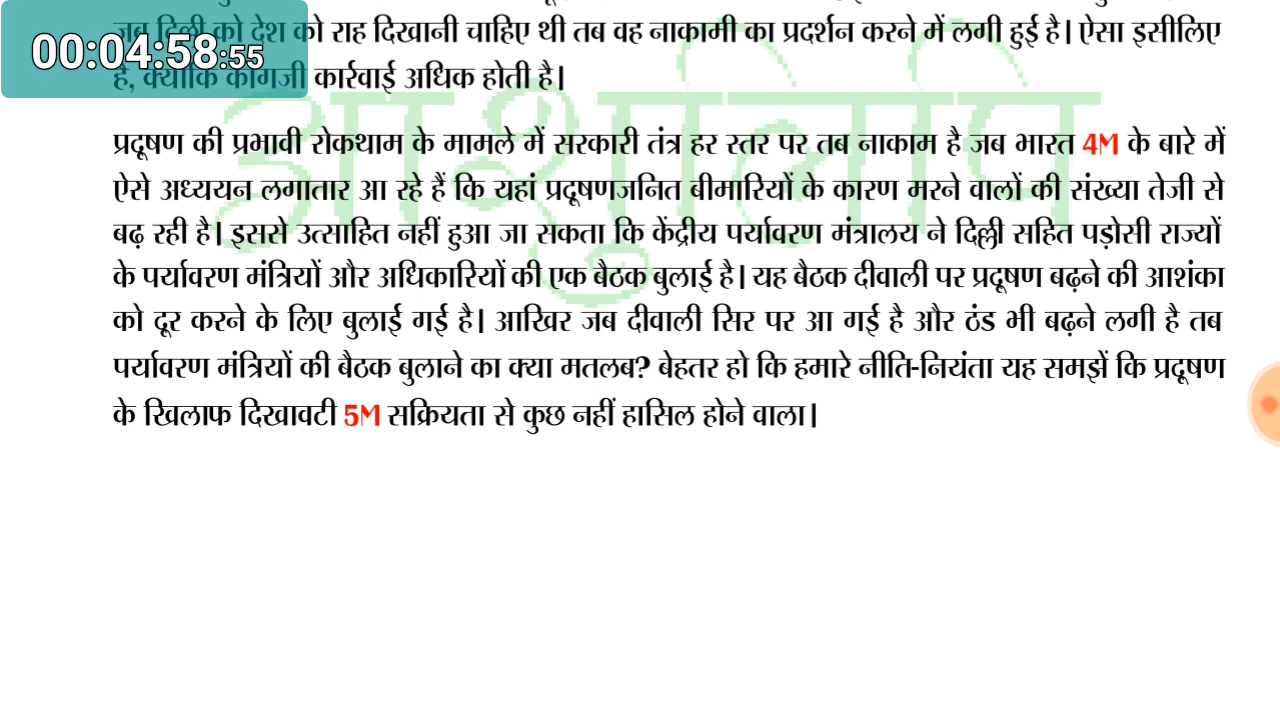 00:04:58:55
जब दिल्ली को देश को राह दिखानी चाहिए थी तब वह नाकामी का प्रदर्शन करने में लगी हुई है। ऐसा इसीलिए
है, क्योंकि कागजी कार्रवाई अधिक होती है।
आशुलिपि
प्रदूषण की प्रभावी रोकथाम के मामले में सरकारी तंत्र हर स्तर पर तब नाकाम है जब भारत 4M के बारे में
ऐसे अध्ययन लगातार आ रहे हैं कि यहां प्रदूषणजनित बीमारियों के कारण मरने वालों की संख्या तेजी से
बढ़ रही है। इससे उत्साहित नहीं हुआ जा सकता कि केंद्रीय पर्यावरण मंत्रालय ने दिल्ली सहित पड़ोसी राज्यों
के पर्यावरण मंत्रियों और अधिकारियों की एक बैठक बुलाई है। यह बैठक दीवाली पर प्रदूषण बढ़ने की आशंका
को दूर करने के लिए बुलाई गई है। आखिर जब दीवाली सिर पर आ गई है और ठंड भी बढ़ने लगी है तब
पर्यावरण मंत्रियों की बैठक बुलाने का क्या मतलब? बेहतर हो कि हमारे नीति-नियंता यह समझें कि प्रदूषण
के खिलाफ दिखावटी 5M सक्रियता से कुछ नहीं हासिल होने वाला।